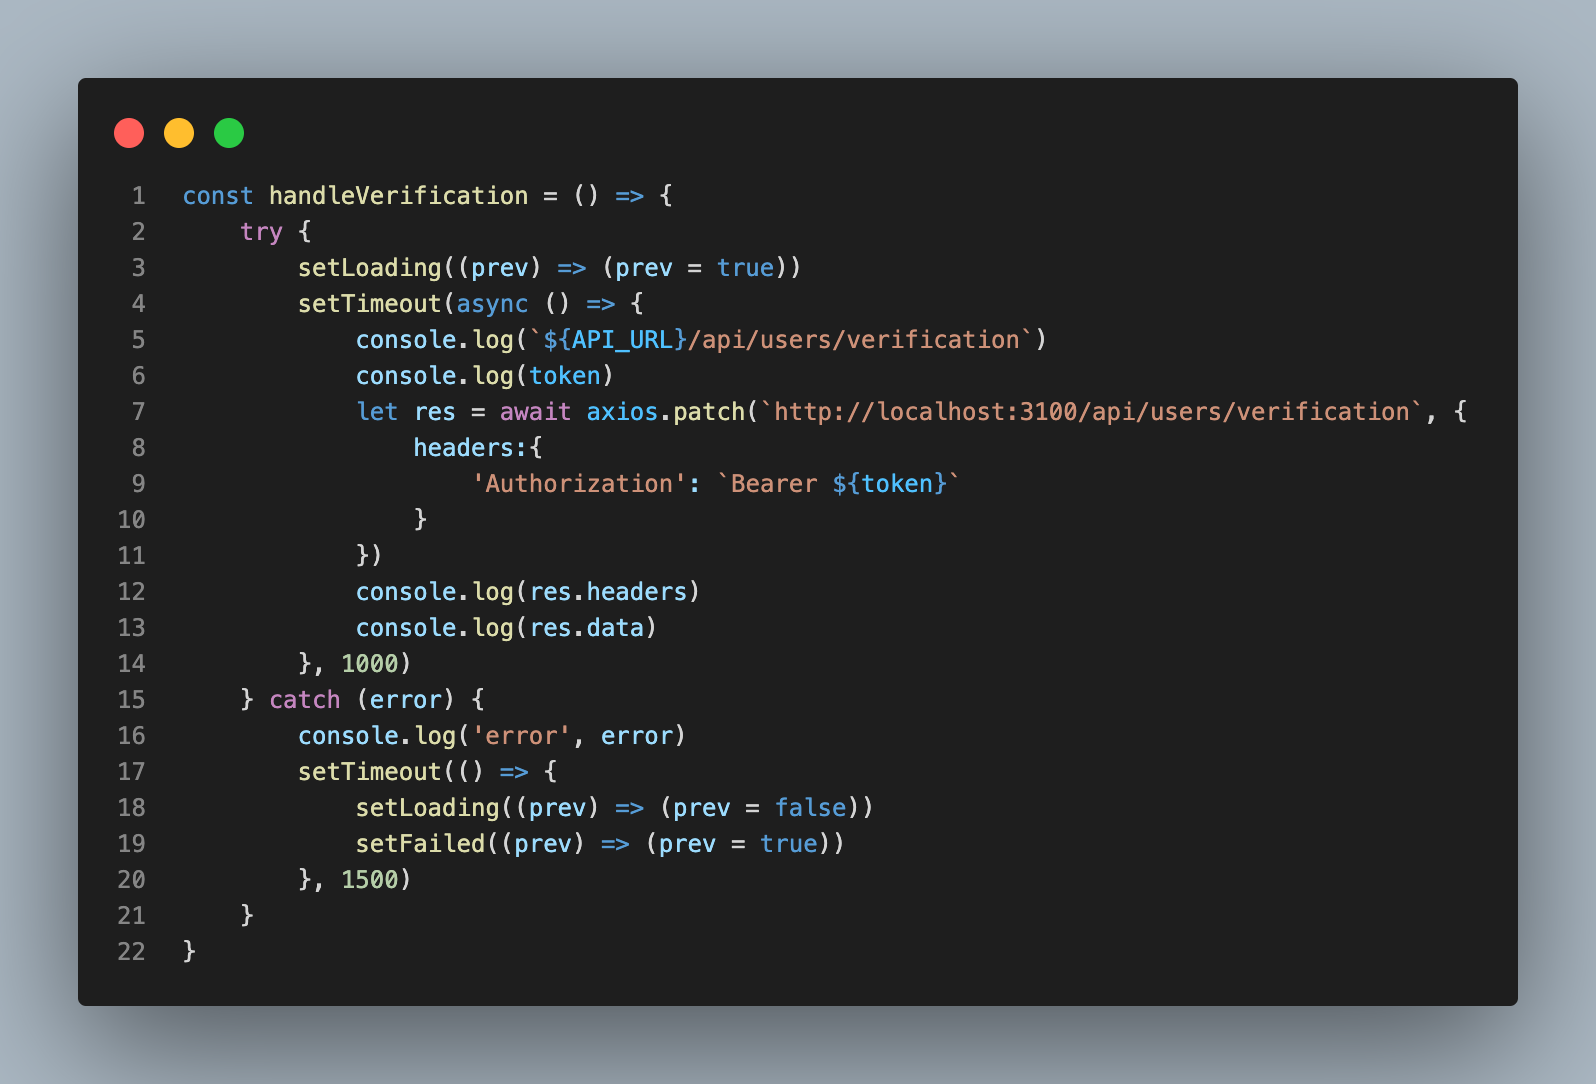 1 const handleVerification = () => {
2     try {
3         setLoading((prev) => (prev = true))
4         setTimeout(async () => {
5             console.log(`${API_URL}/api/users/verification`)
6             console.log(token)
7             let res = await axios.patch(`http://localhost:3100/api/users/verification`, {
8                 headers:{
9                     'Authorization': `Bearer ${token}`
10                 }
11             })
12             console.log(res.headers)
13             console.log(res.data)
14         }, 1000)
15     } catch (error) {
16         console.log('error', error)
17         setTimeout(() => {
18             setLoading((prev) => (prev = false))
19             setFailed((prev) => (prev = true))
20         }, 1500)
21     }
22 }